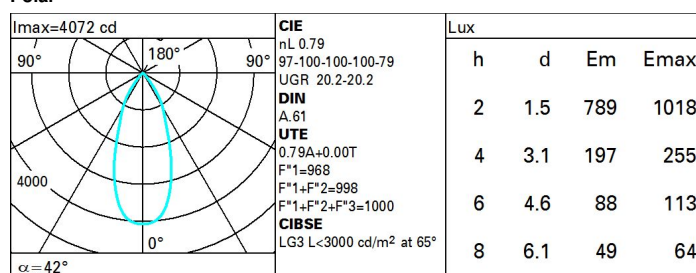 Imax=4072 cd
90° 180° 90°
4000
0°
α=42°
CIE
nL 0.79
97-100-100-100-79
UGR 20.2-20.2
DIN
A.61
UTE
0.79A+0.00T
F"1=968
F"1+F"2=998
F"1+F"2+F"3=1000
CIBSE
LG3 L<3000 cd/m² at 65°
Lux
h d Em Emax
2 1.5 789 1018
4 3.1 197 255
6 4.6 88 113
8 6.1 49 64